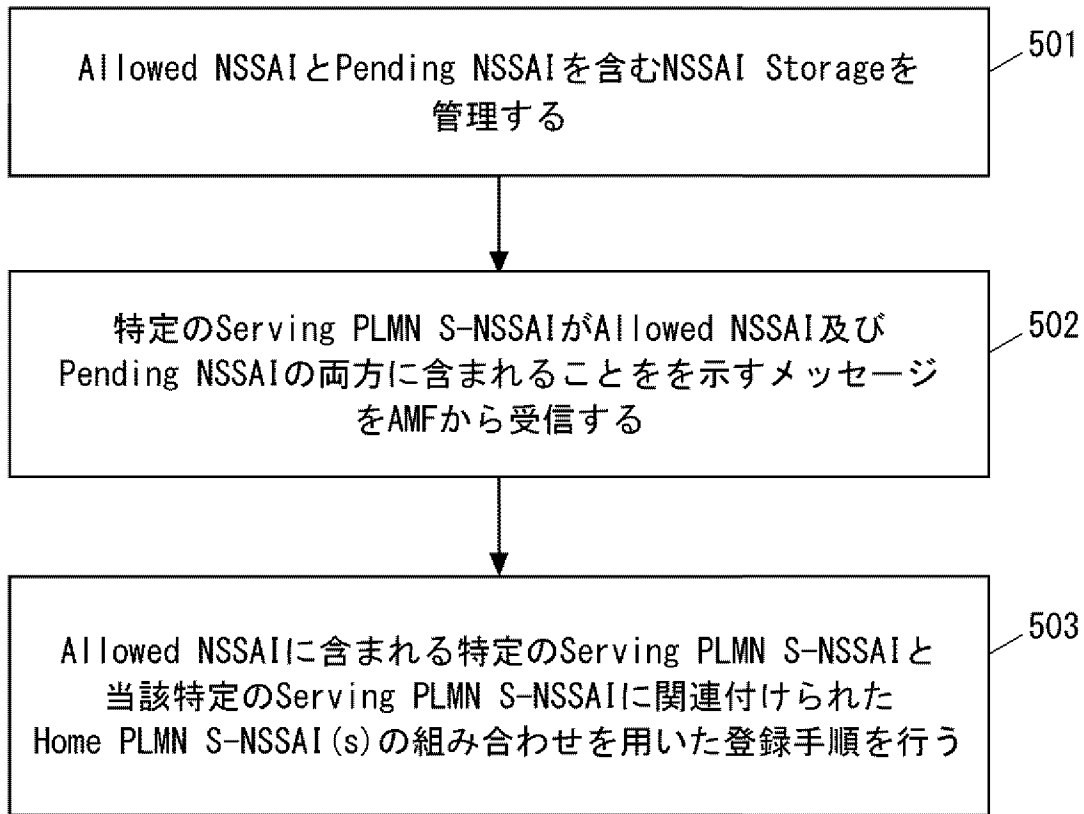 Allowed NSSAIとPending NSSAIを含むNSSAI Storageを
管理する
501
特定のServing PLMN S-NSSAIがAllowed NSSAI及び
Pending NSSAIの両方に含まれることをを示すメッセージ
をAMFから受信する
502
Allowed NSSAIに含まれる特定のServing PLMN S-NSSAIと
当該特定のServing PLMN S-NSSAIに関連付けられた
Home PLMN S-NSSAI(s)の組み合わせを用いた登録手順を行う
503